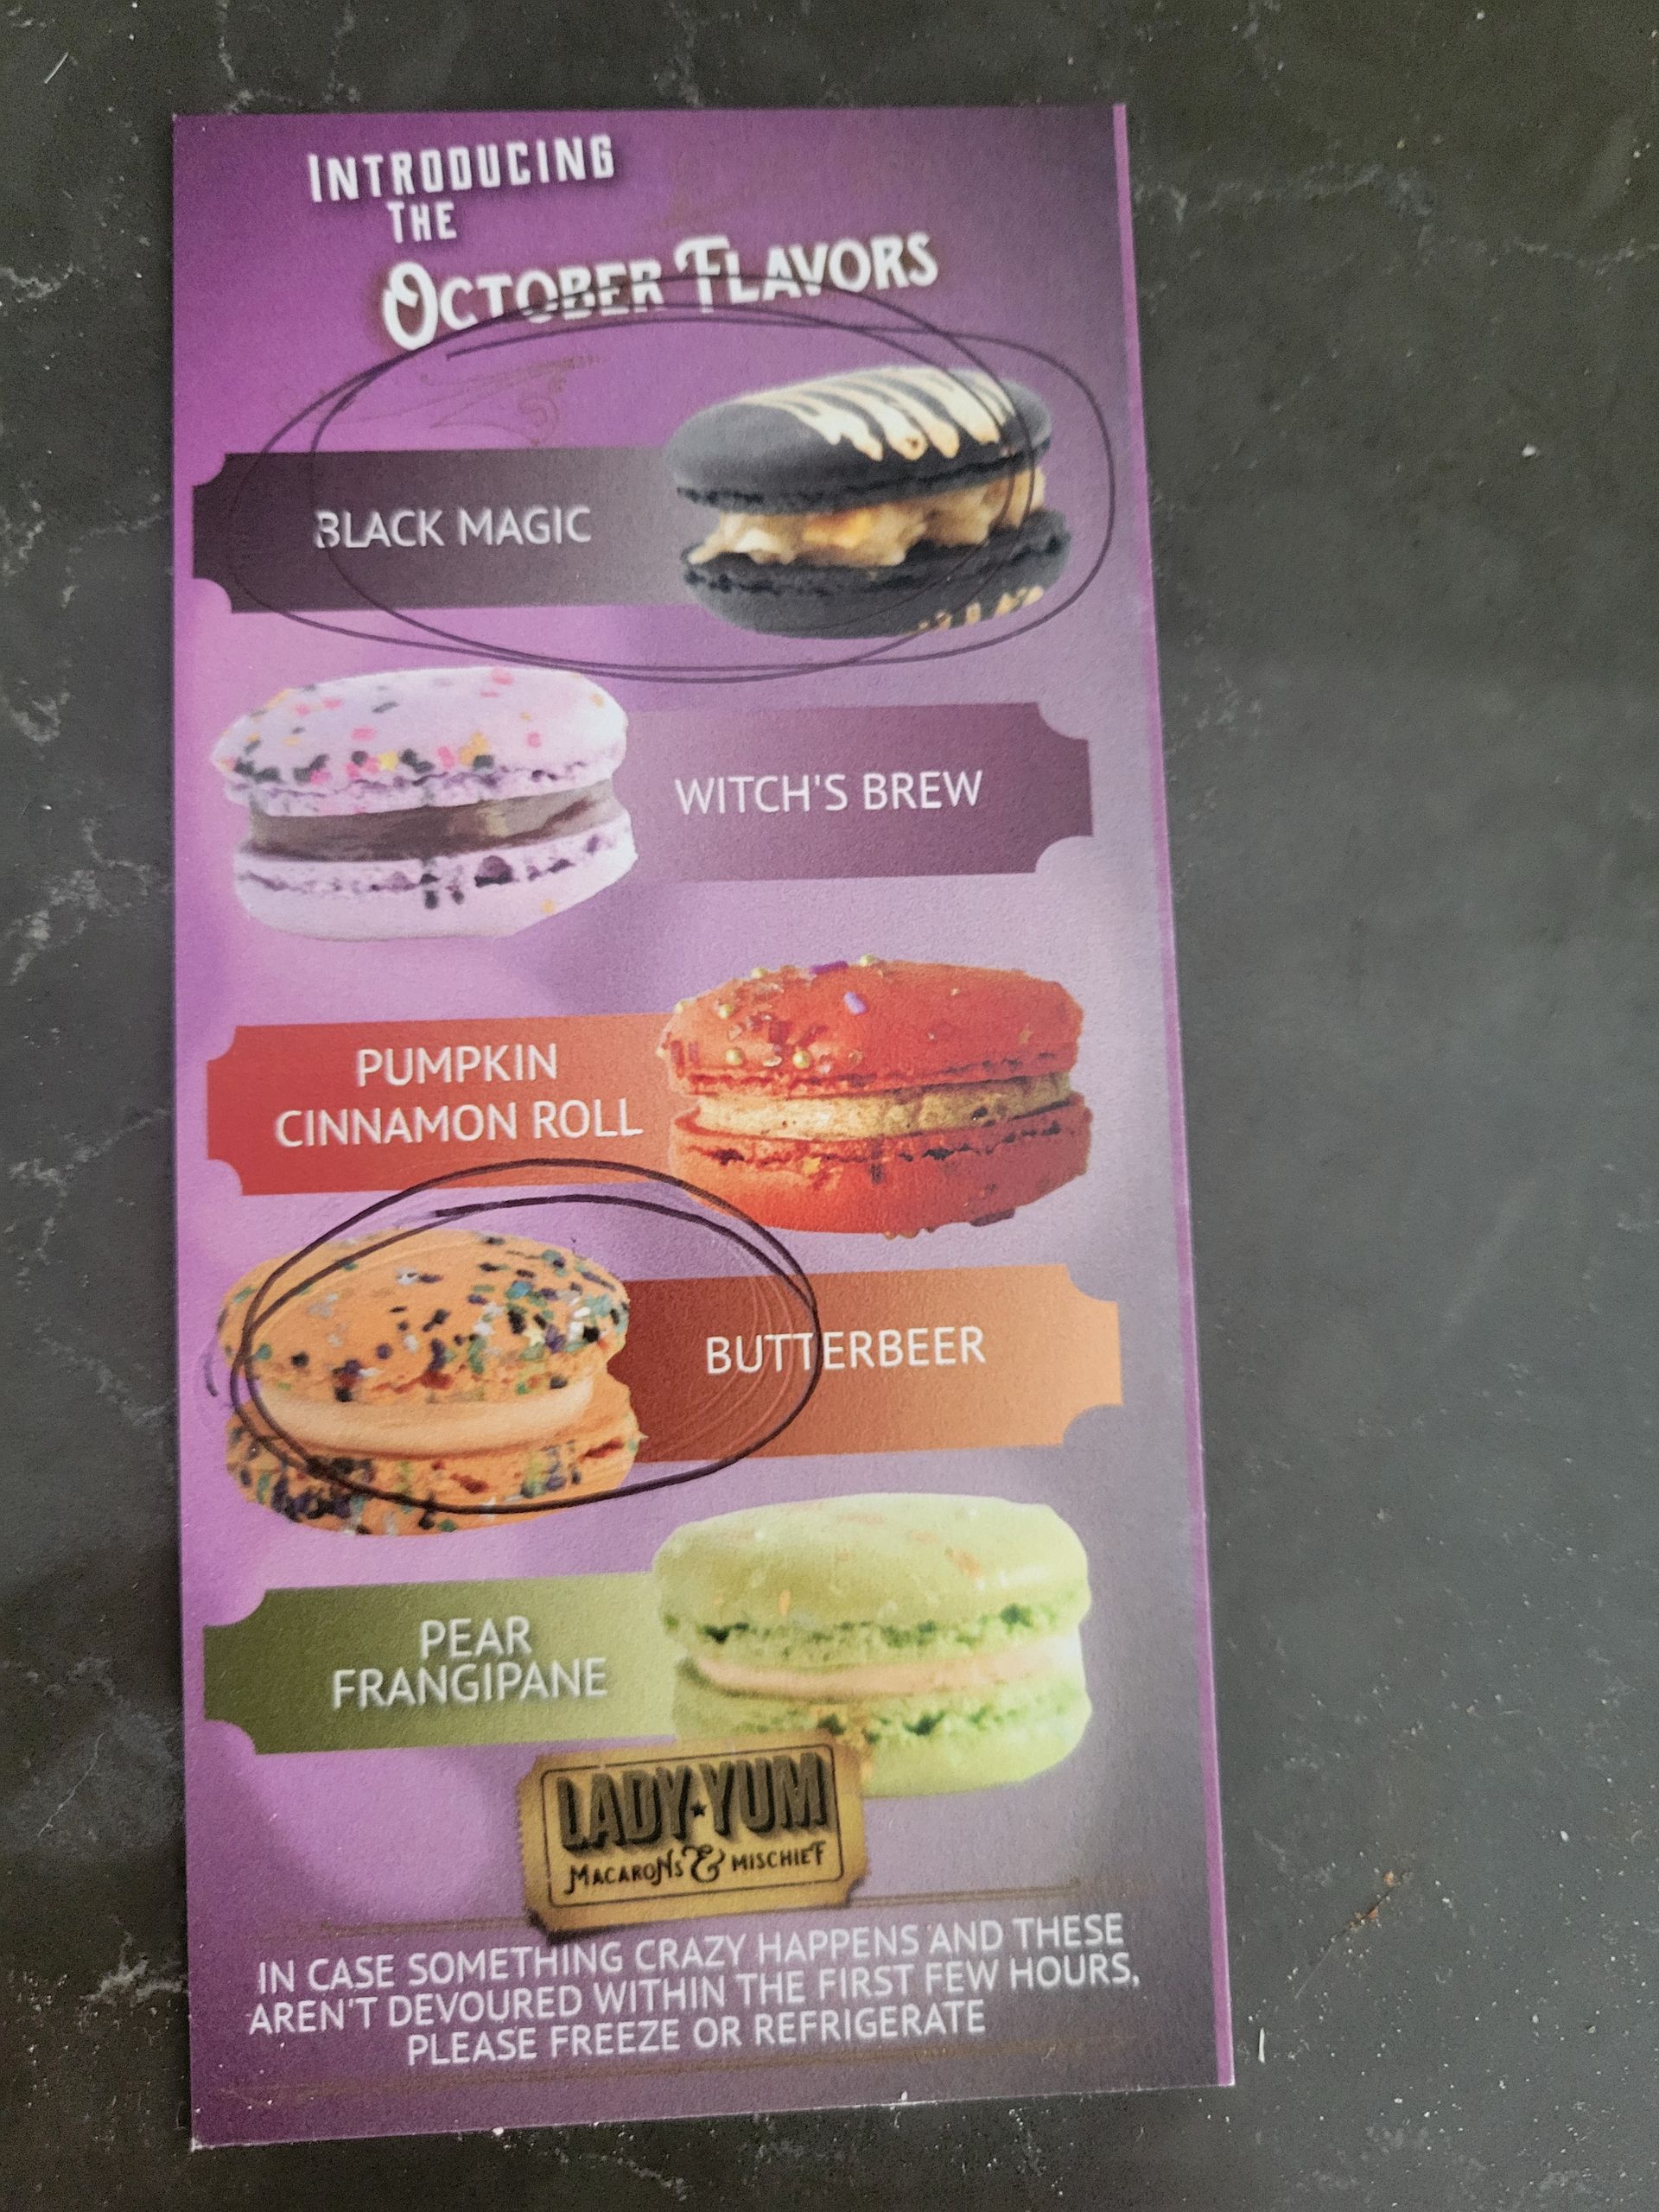 INTRODUCING
THE
OCTOBER FLAVORS
BLACK MAGIC
WITCH'S BREW
PUMPKIN
CINNAMON ROLL
BUTTERBEER
PEAR
FRANGIPANE
LADY★YUM
MACARONS & MISCHIEF
IN CASE SOMETHING CRAZY HAPPENS AND THESE
AREN'T DEVOURED WITHIN THE FIRST FEW HOURS,
PLEASE FREEZE OR REFRIGERATE